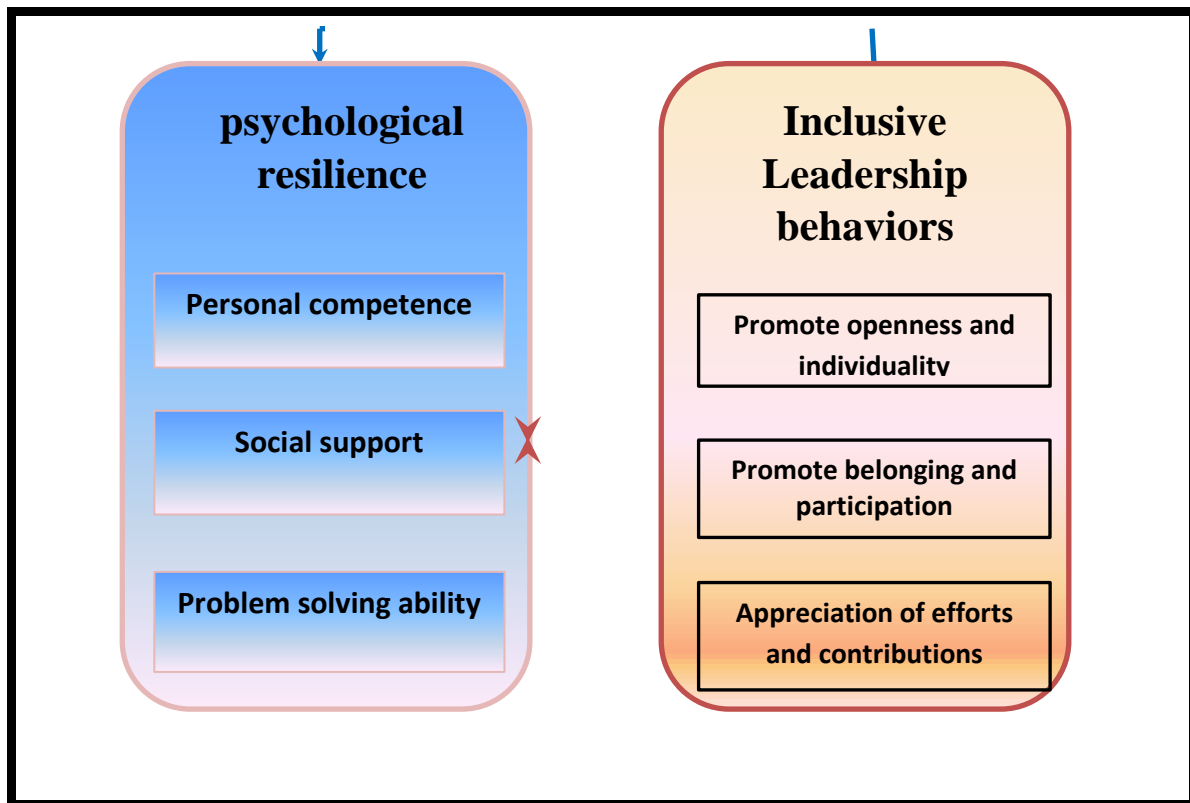 psychological
resilience
Personal competence
Social support
Problem solving ability
Inclusive
Leadership
behaviors
Promote openness and
individuality
Promote belonging and
participation
Appreciation of efforts
and contributions